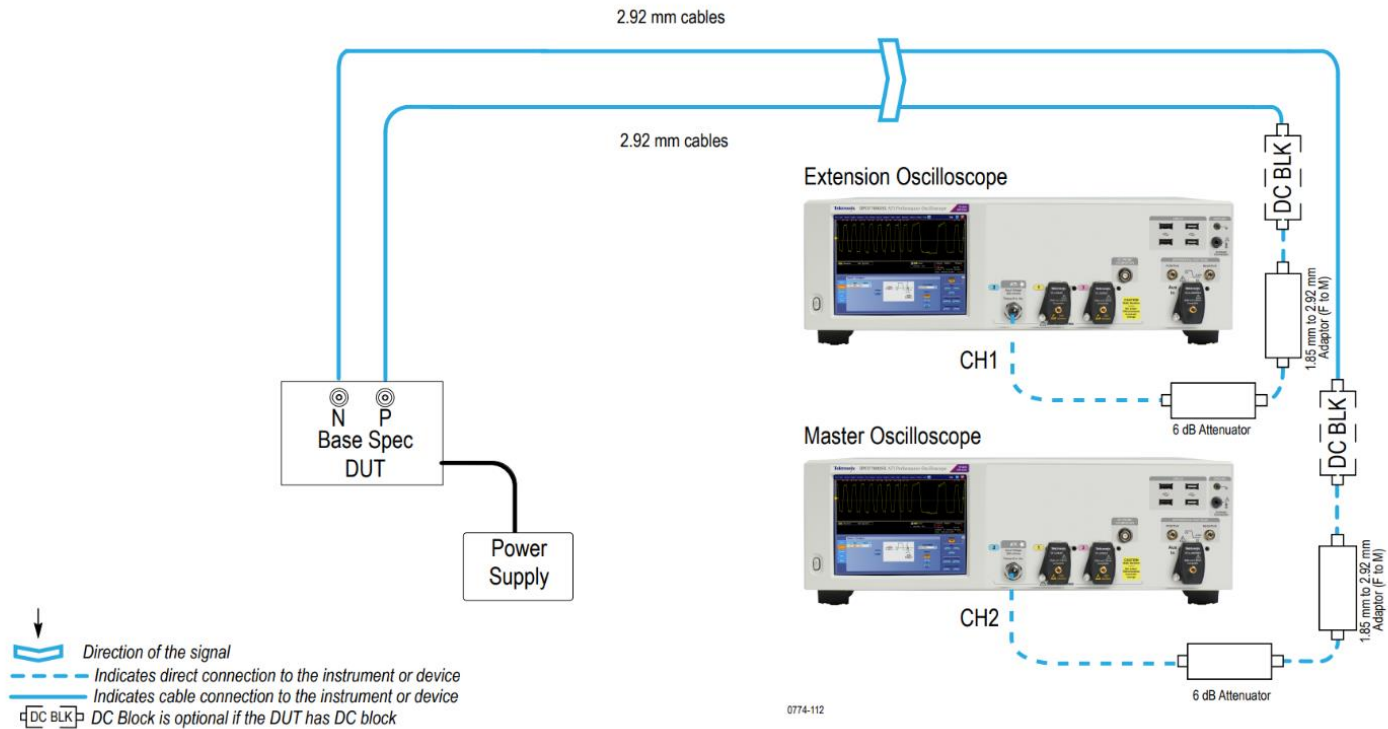 2.92 mm cables
2.92 mm cables
DC BLK
Extension Oscilloscope
Tektronix
1.85 mm to 2.92 mm
Adaptor (F to M)
CH1
6 dB Attenuator
N P
Base Spec
DUT
DC BLK
Master Oscilloscope
Tektronix
Power
Supply
CH2
1.85 mm to 2.92 mm
Adaptor (F to M)
6 dB Attenuator
Direction of the signal
Indicates direct connection to the instrument or device
Indicates cable connection to the instrument or device
DC BLK DC Block is optional if the DUT has DC block
0774-112